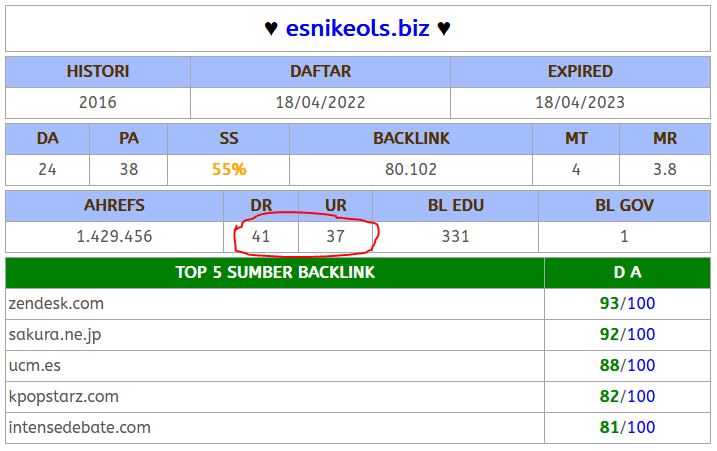 ♥ esnikeols.biz ♥
HISTORI DAFTAR EXPIRED
2016 18/04/2022 18/04/2023
DA PA SS BACKLINK MT MR
24 38 55% 80.102 4 3.8
AHREFS DR UR BL EDU BL GOV
1.429.456 41 37 331 1
TOP 5 SUMBER BACKLINK D A
zendesk.com 93/100
sakura.ne.jp 92/100
ucm.es 88/100
kpopstarz.com 82/100
intensedebate.com 81/100